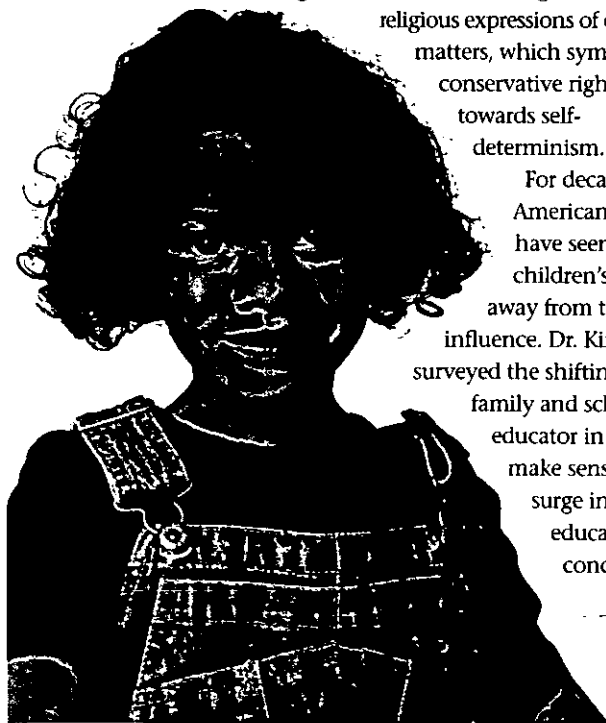 religious expressions of
matters, which sym
conservative righ
towards self-
determinism.
For deca
American
have seen
children's
away from t
influence. Dr. Ki
surveyed the shiftin
family and scl
educator in
make sens
surge in
educa
conc